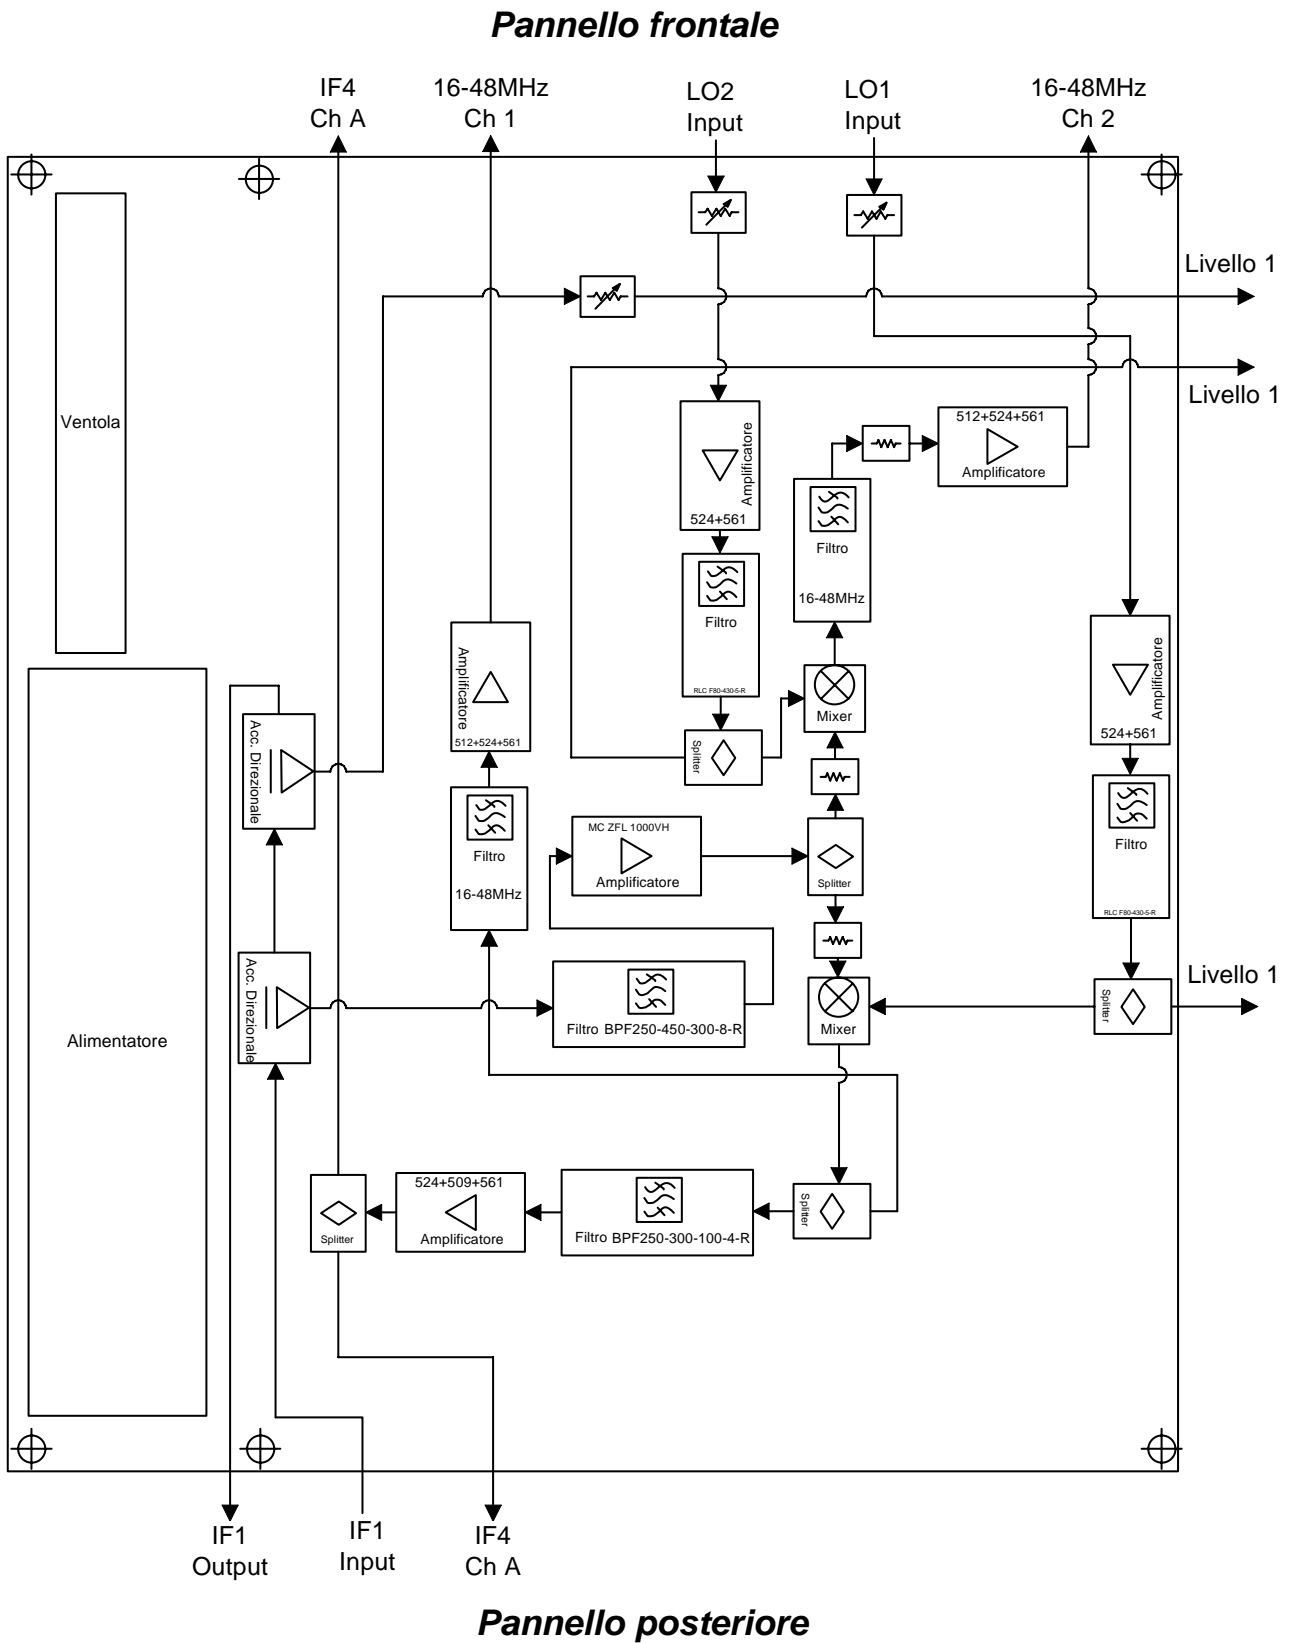 Pannello frontale
IF4
Ch A
16-48MHz
Ch 1
LO2
Input
LO1
Input
16-48MHz
Ch 2
Livello 1
Livello 1
Ventola
Amplificatore
524+561
512+524+561
Amplificatore
Filtro
16-48MHz
Filtro
RLC F80-430-5-R
Amplificatore
512+524+561
Amplificatore
524+561
Mixer
Splitter
Acc. Direzionale
Filtro
16-48MHz
MC ZFL 1000VH
Amplificatore
Splitter
Filtro
RLC F80-430-5-R
Acc. Direzionale
Filtro BPF250-450-300-8-R
Mixer
Splitter
Livello 1
Alimentatore
524+509+561
Amplificatore
Splitter
Filtro BPF250-300-100-4-R
Splitter
IF1
Output
IF1
Input
IF4
Ch A
Pannello posteriore